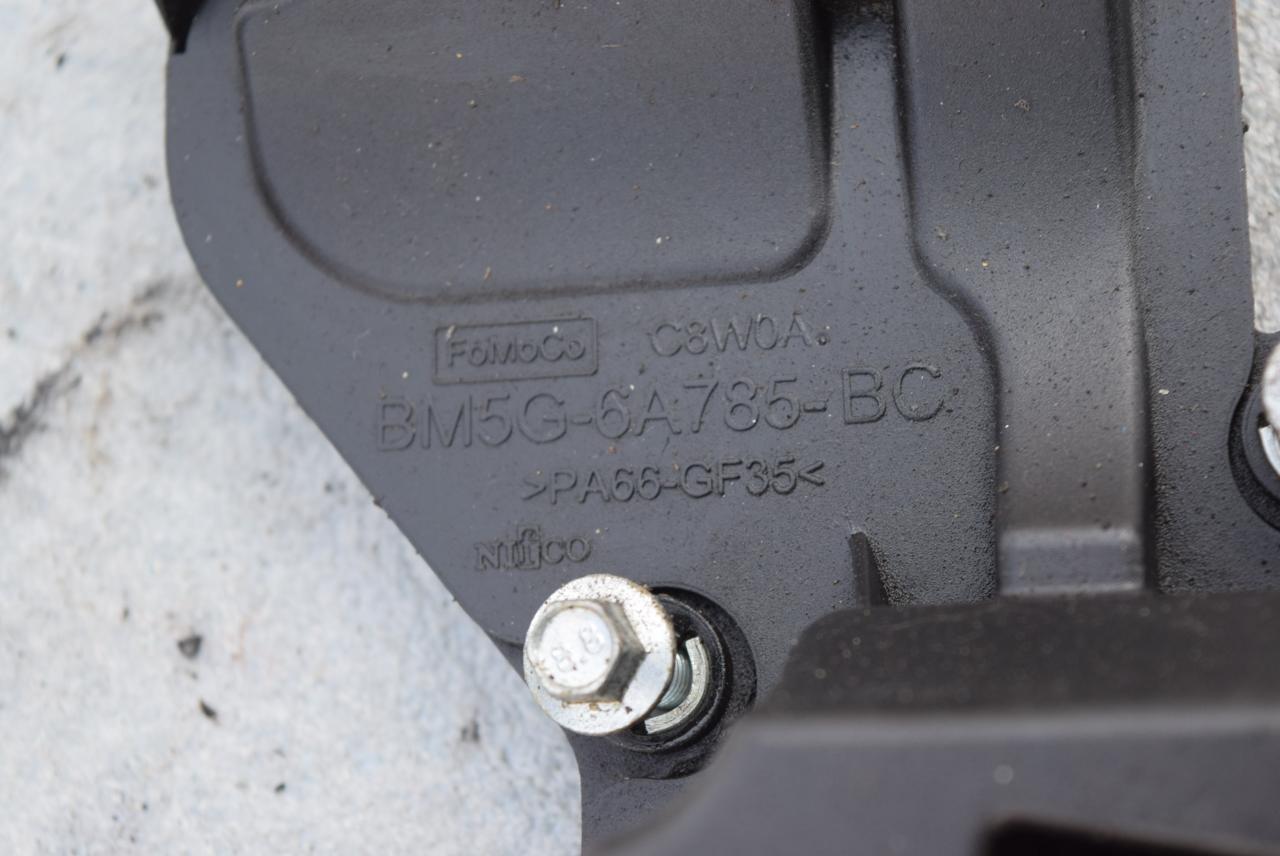 FoMoCo C8W0A
BM5G-6A785-BC
>PA66-GF35<
Nifco
8.8